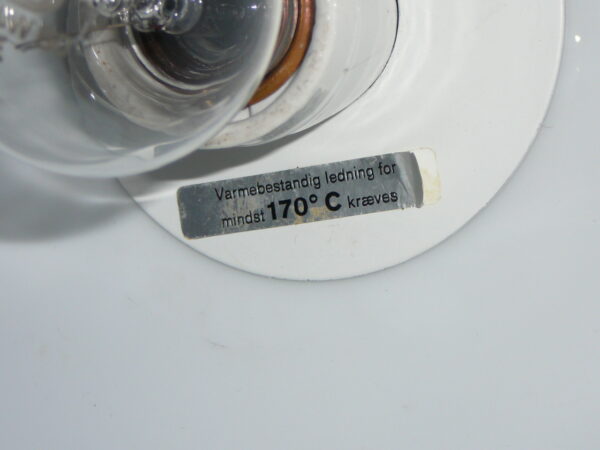 Varmebestandig ledning for
mindst 170° C kræves